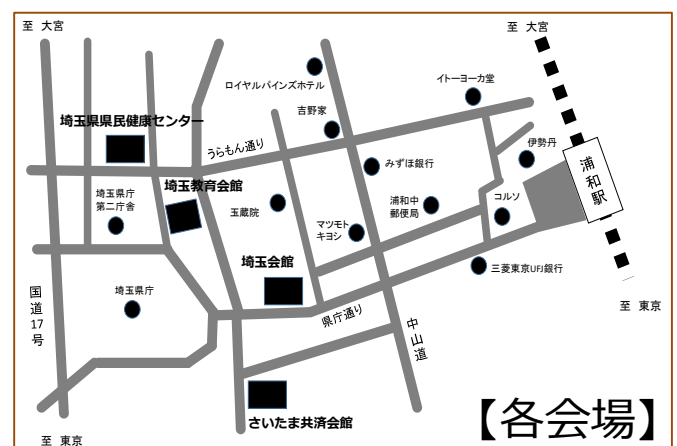 至 大宮
至 大宮
ロイヤルパインズホテル
イトーヨーカ堂
吉野家
埼玉県県民健康センター
うらもん通り
伊勢丹
みずほ銀行
浦和駅
埼玉教育会館
埼玉県庁
第二庁舎
玉蔵院
浦和中
郵便局
コルソ
マツモト
キヨシ
埼玉会館
三菱東京UFJ銀行
埼玉県庁
国道17号
県庁通り
中山道
至 東京
さいたま共済会館
【各会場】
至 東京